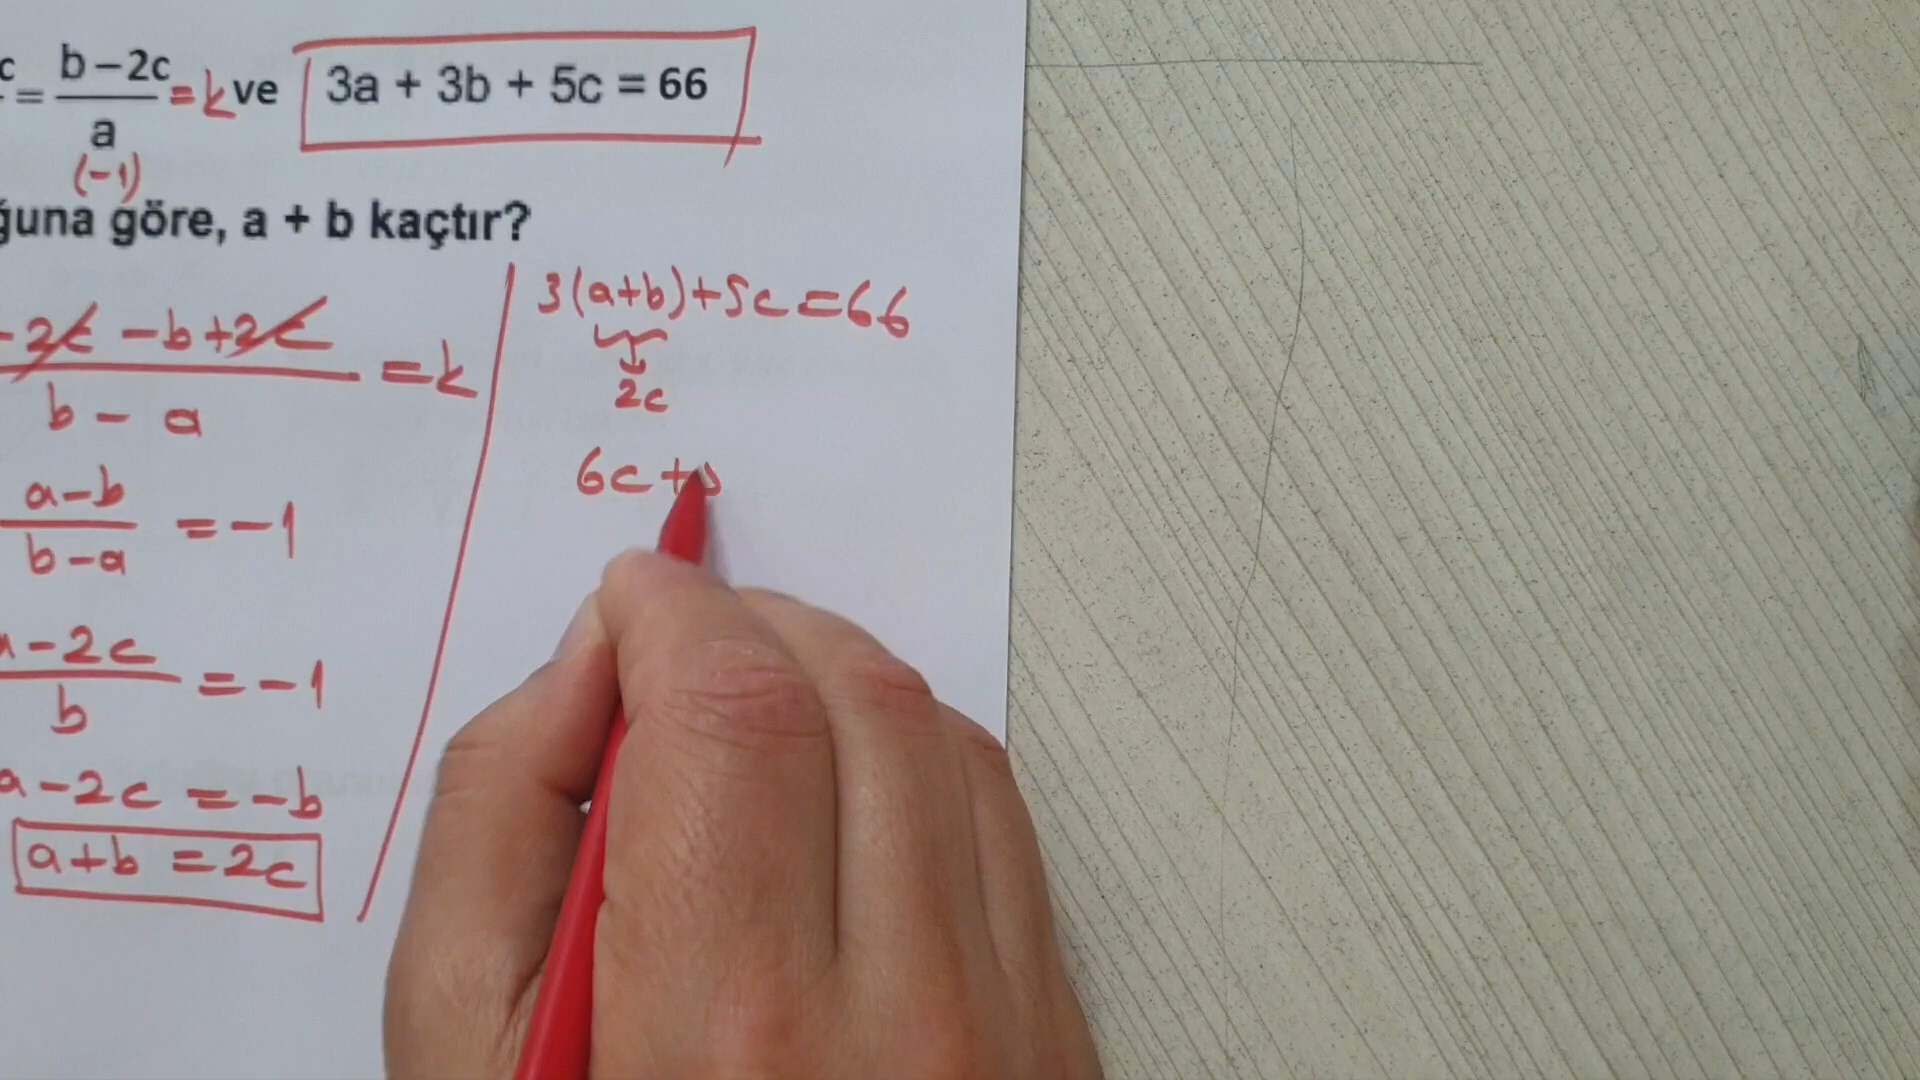 c = b – 2c / a = k ve 3a + 3b + 5c = 66
(-1)
ğuna göre, a + b kaçtır?
-2c -b+2c / b - a = k
a-b / b-a = -1
a-2c / b = -1
a-2c = -b
a+b = 2c
3(a+b)+5c=66
2c
6c +